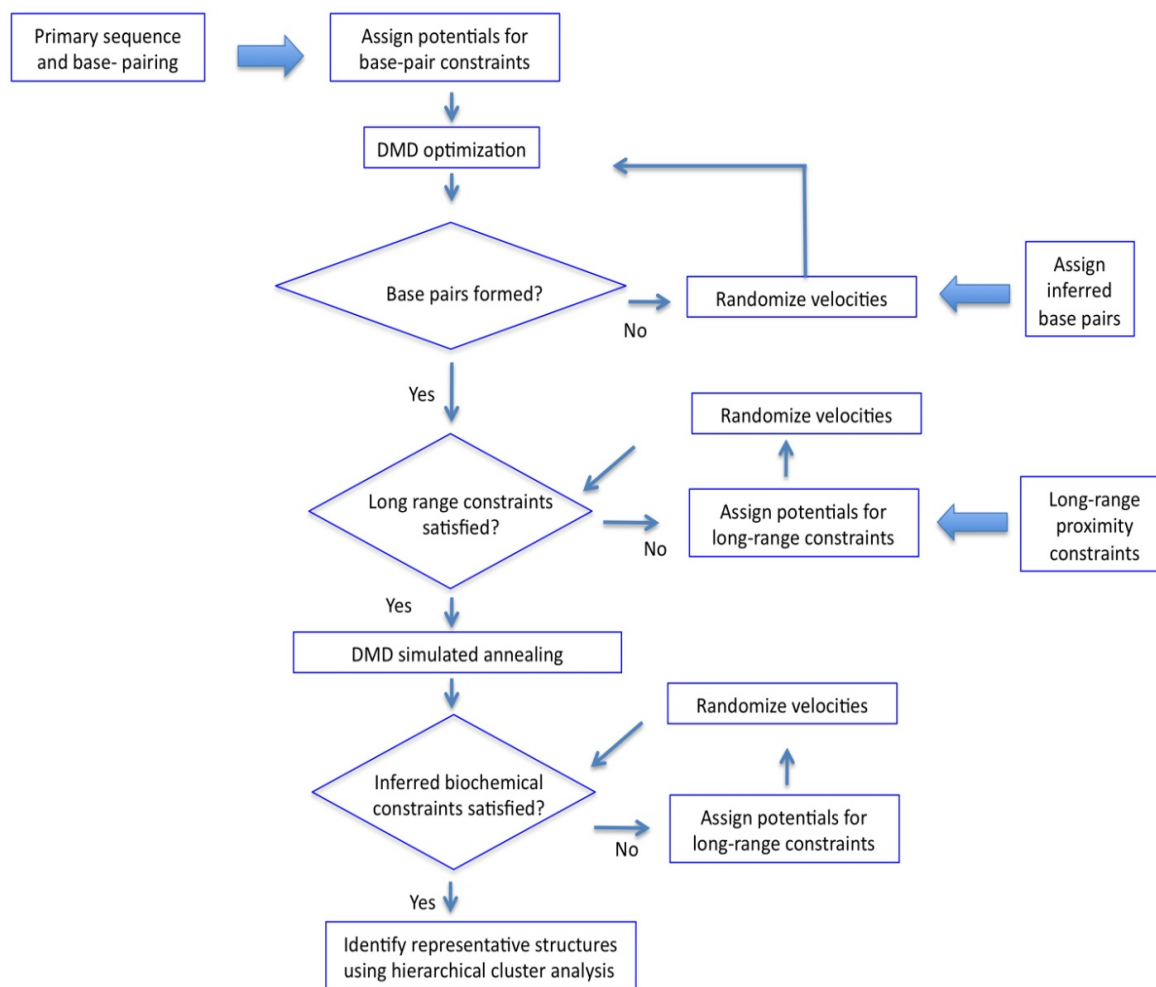 Primary sequence
and base- pairing
Assign potentials for
base-pair constraints
DMD optimization
Base pairs formed?
No
Randomize velocities
Assign
inferred
base pairs
Yes
Randomize velocities
Long range constraints
satisfied?
No
Assign potentials for
long-range constraints
Long-range
proximity
constraints
Yes
DMD simulated annealing
Randomize velocities
Inferred biochemical
constraints satisfied?
No
Assign potentials for
long-range constraints
Yes
Identify representative structures
using hierarchical cluster analysis